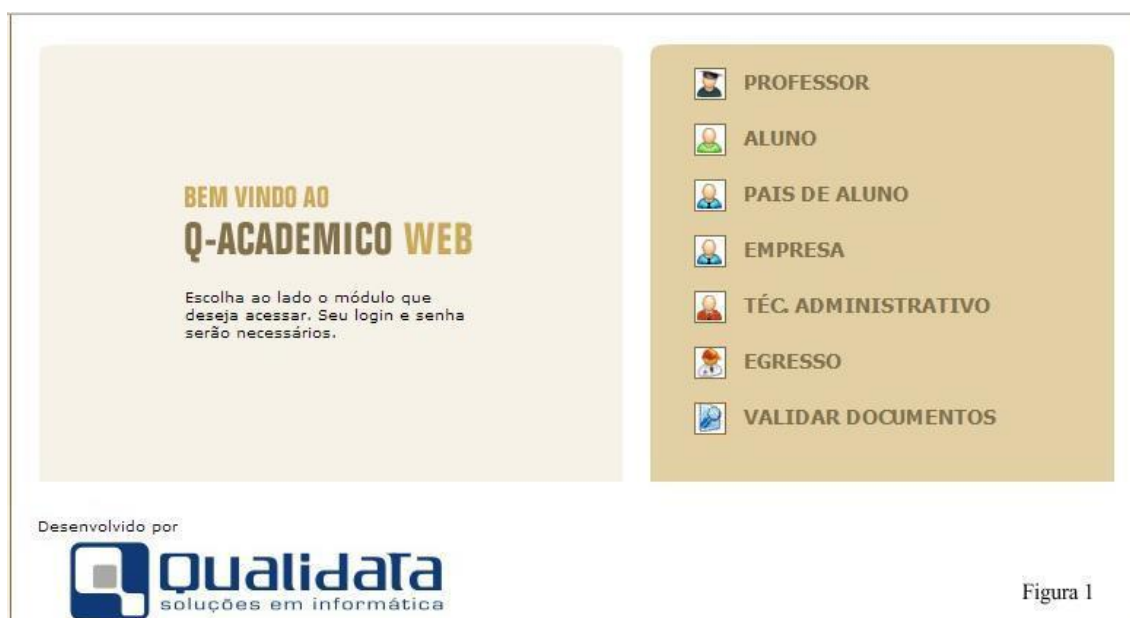 BEM VINDO AO
Q-ACADEMICO WEB
Escolha ao lado o módulo que
deseja acessar. Seu login e senha
serão necessários.
PROFESSOR
ALUNO
PAIS DE ALUNO
EMPRESA
TÉC. ADMINISTRATIVO
EGRESSO
VALIDAR DOCUMENTOS
Desenvolvido por
Qualidata
soluções em informática
Figura 1